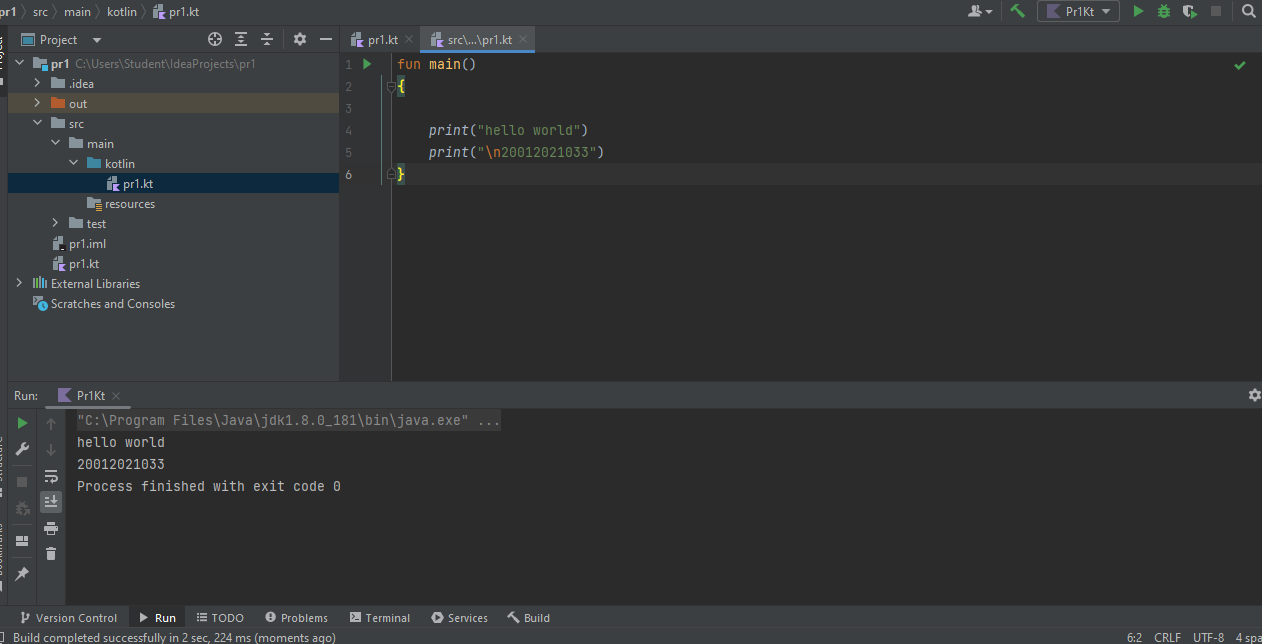 pr1 src main kotlin pr1.kt Pr1Kt
Project pr1.kt src\...\pr1.kt
pr1 C:\Users\Student\IdeaProjects\pr1
.idea
out
src
main
kotlin
pr1.kt
resources
test
pr1.iml
pr1.kt
External Libraries
Scratches and Consoles
1 fun main()
2 {
3
4 print("hello world")
5 print("\n20012021033")
6 }
Run: Pr1Kt
"C:\Program Files\Java\jdk1.8.0_181\bin\java.exe" ...
hello world
20012021033
Process finished with exit code 0
Version Control Run TODO Problems Terminal Services Build
Build completed successfully in 2 sec, 224 ms (moments ago) 6:2 CRLF UTF-8 4 spa